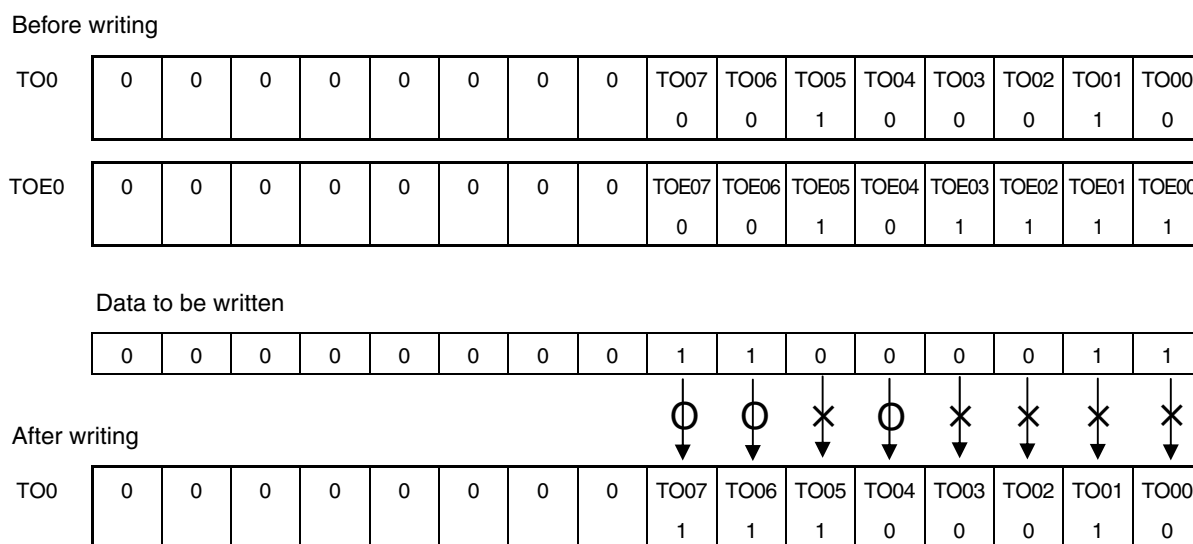 Before writing
TO0 0 0 0 0 0 0 0 0 TO07 TO06 TO05 TO04 TO03 TO02 TO01 TO00
0 0 1 0 0 0 1 0
TOE0 0 0 0 0 0 0 0 0 TOE07 TOE06 TOE05 TOE04 TOE03 TOE02 TOE01 TOE00
0 0 1 0 1 1 1 1
Data to be written
0 0 0 0 0 0 0 0 1 1 0 0 0 0 1 1
O O × O × × × ×
After writing
TO0 0 0 0 0 0 0 0 0 TO07 TO06 TO05 TO04 TO03 TO02 TO01 TO00
1 1 1 0 0 0 1 0